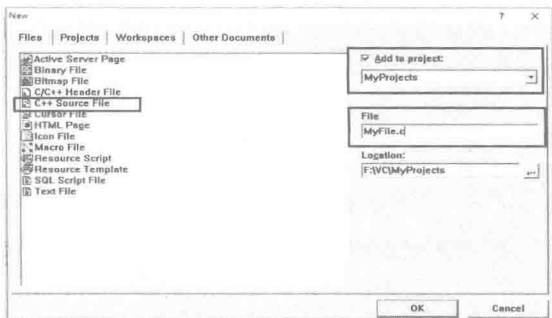 New ? ×
Files Projects Workspaces Other Documents
Active Server Page
Binary File
Bitmap File
C/C++ Header File
C++ Source File
Cursor File
HTML Page
Icon File
Macro File
Resource Script
Resource Template
SQL Script File
Text File
Add to project:
MyProjects
File
MyFile.c
Location:
F:\VC\MyProjects
...
OK Cancel